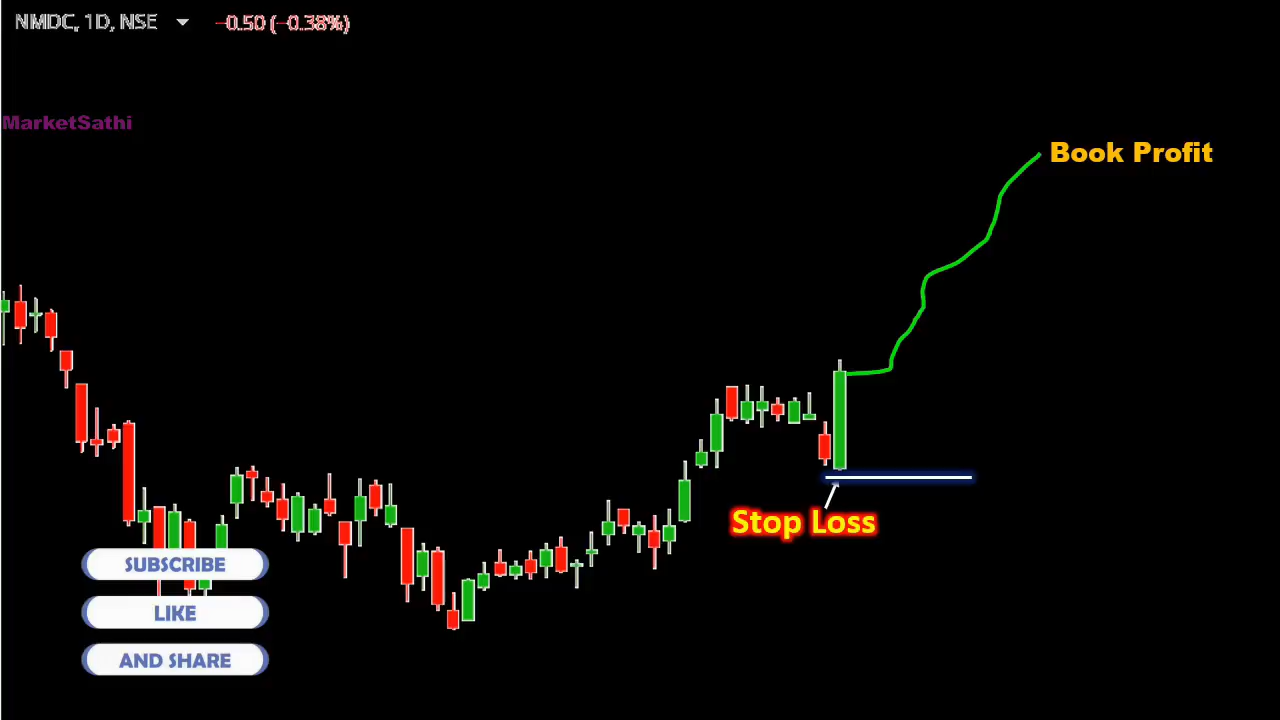 NMDC, 1D, NSE −0.50 (−0.38%)
MarketSathi
Book Profit
Stop Loss
SUBSCRIBE
LIKE
AND SHARE